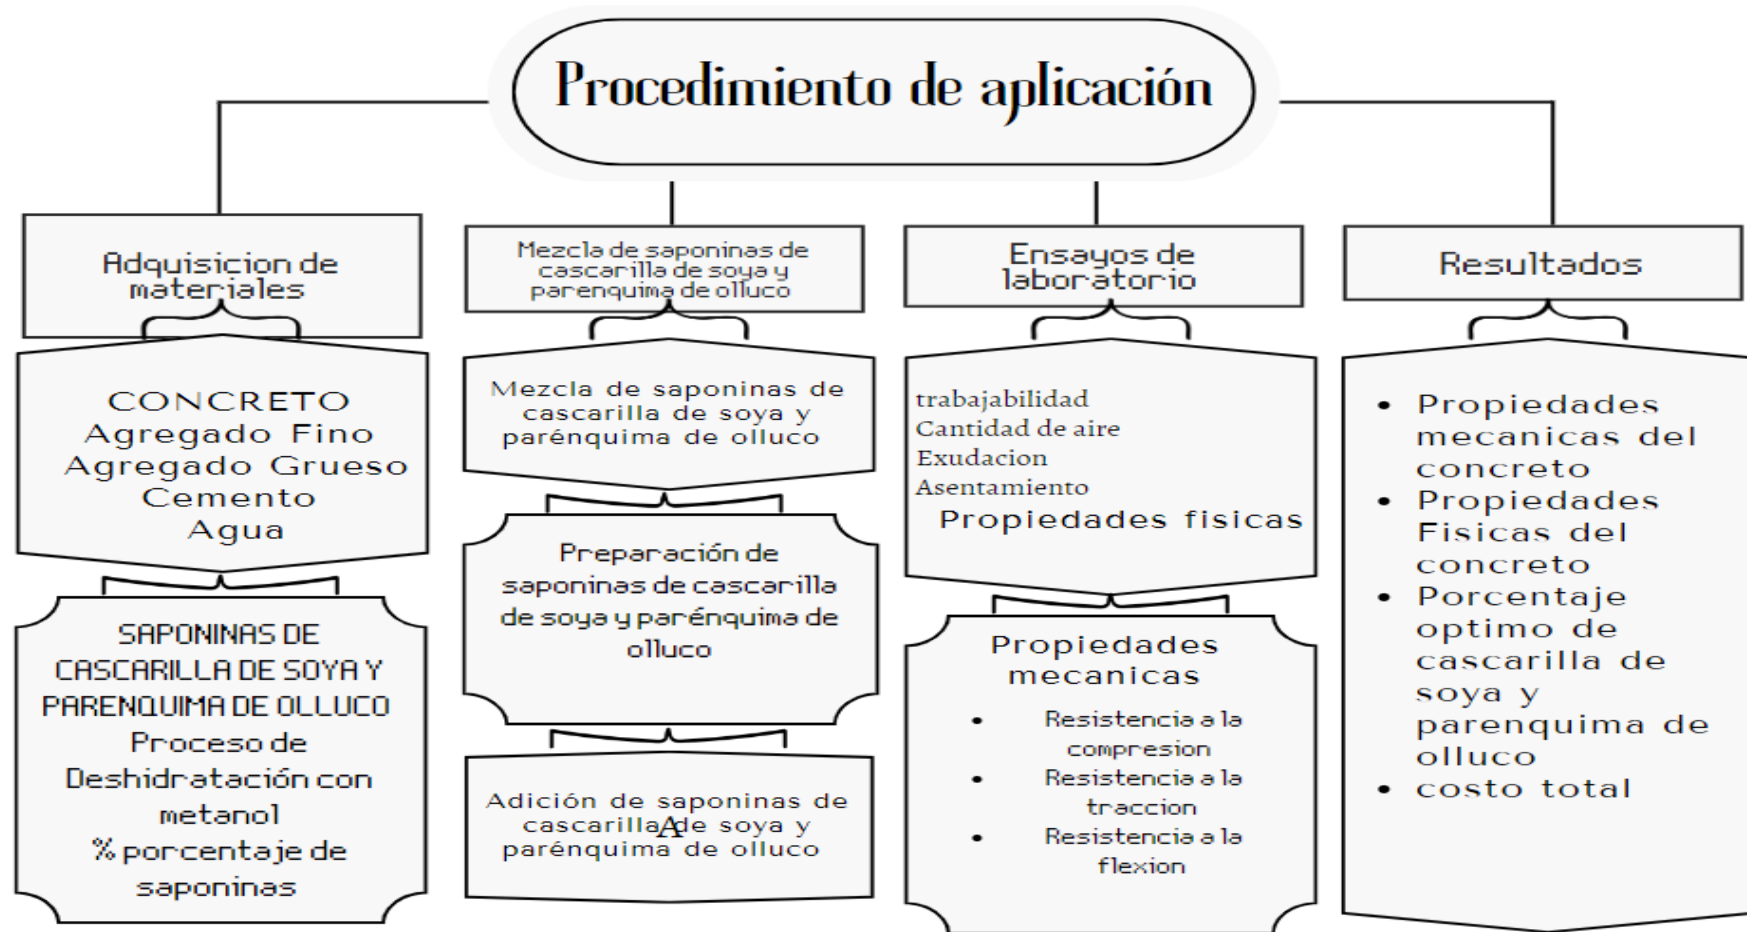 Procedimiento de aplicación
Adquisicion de
materiales
CONCRETO
Agregado Fino
Agregado Grueso
Cemento
Agua
SAPONINAS DE
CASCARILLA DE SOYA Y
PARENQUIMA DE OLLUCO
Proceso de
Deshidratación con
metanol
% porcentaje de
saponinas
Mezcla de saponinas de
cascarilla de soya y
parenquima de olluco
Mezcla de saponinas de
cascarilla de soya y
parénquima de olluco
Preparación de
saponinas de cascarilla
de soya y parénquima de
olluco
Adición de saponinas de
cascarilla de soya y
parénquima de olluco
A
Ensayos de
laboratorio
trabajabilidad
Cantidad de aire
Exudacion
Asentamiento
Propiedades fisicas
Propiedades
mecanicas
• Resistencia a la
compresion
• Resistencia a la
traccion
• Resistencia a la
flexion
Resultados
• Propiedades
mecanicas del
concreto
• Propiedades
Fisicas del
concreto
• Porcentaje
optimo de
cascarilla de
soya y
parenquima de
olluco
• costo total